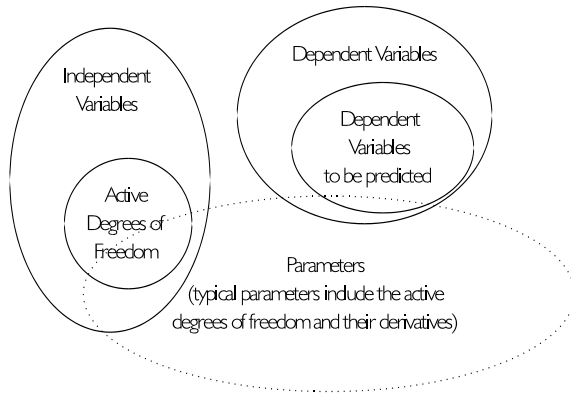 Independent
Variables
Active
Degrees of
Freedom
Dependent Variables
Dependent
Variables
to be predicted
Parameters
(typical parameters include the active
degrees of freedom and their derivatives)